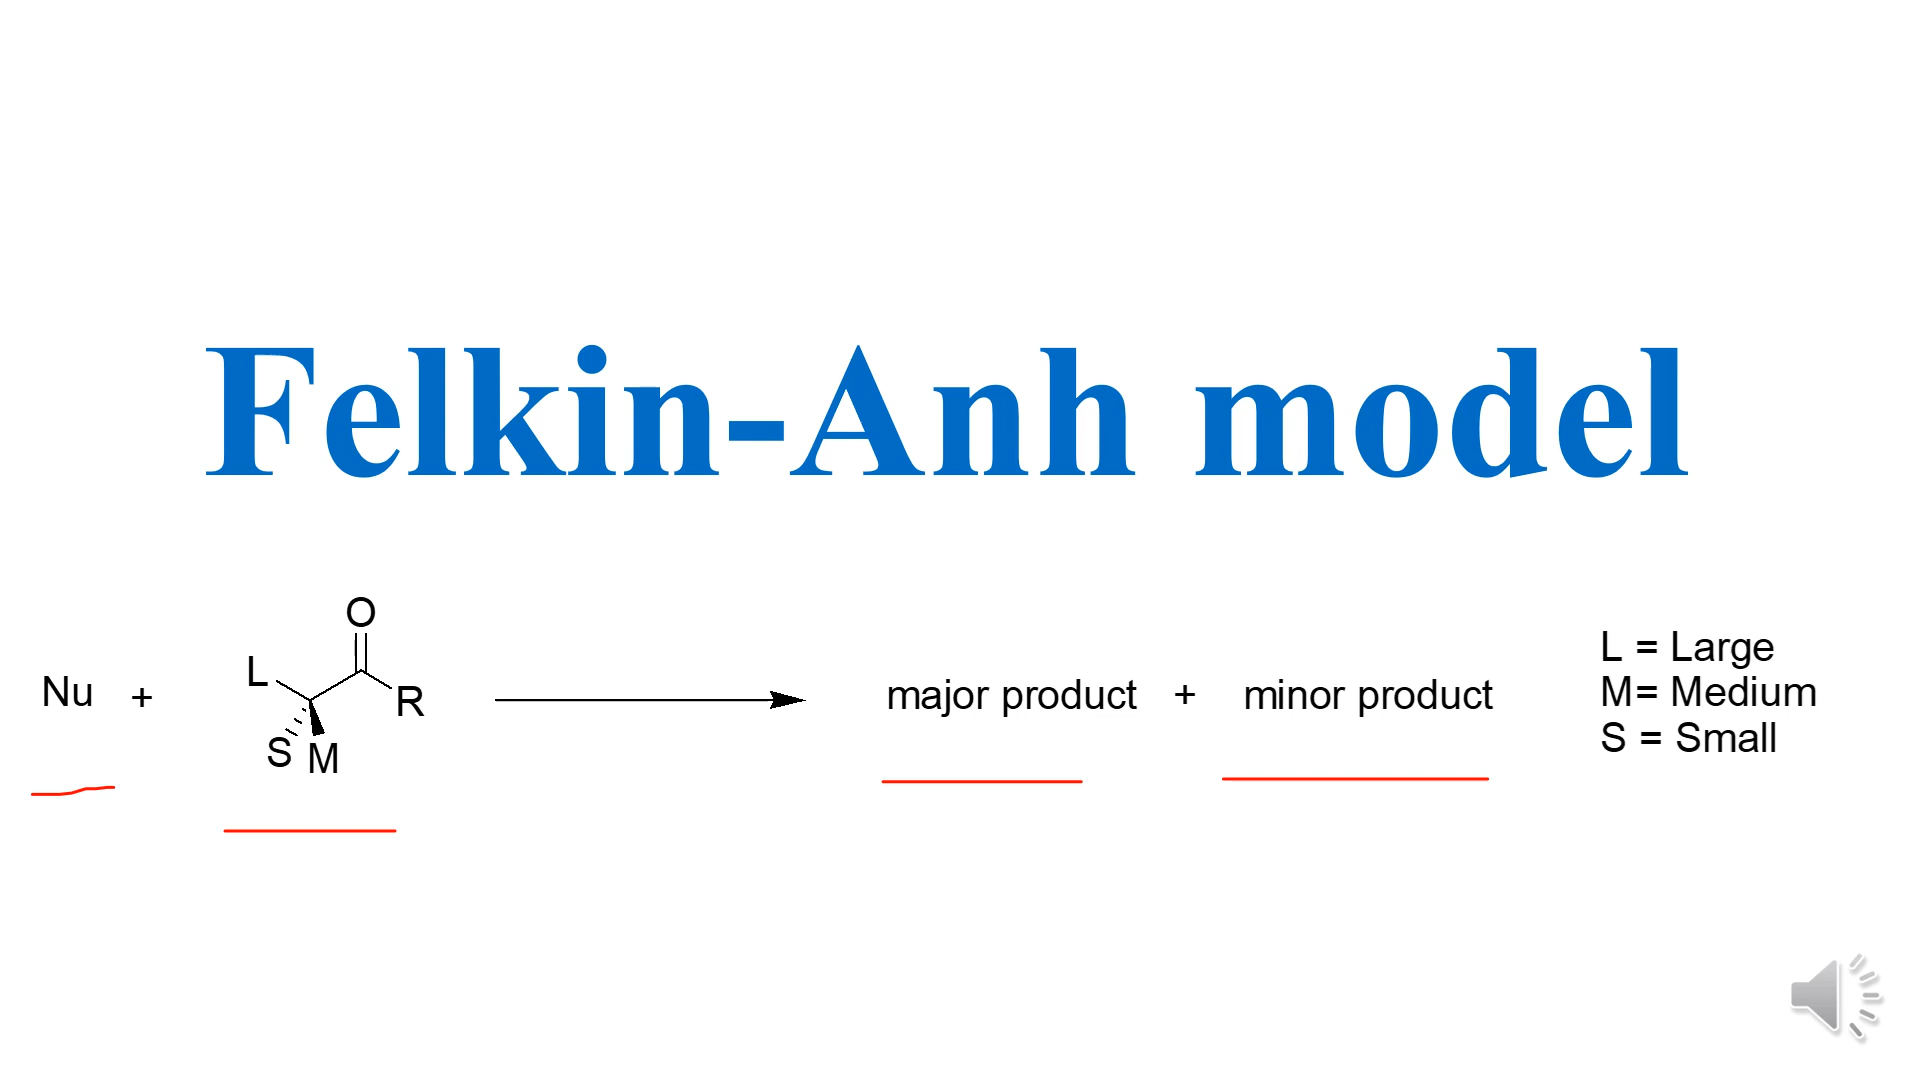 Felkin-Anh model
O
L
R
S M
Nu +
major product + minor product
L = Large
M= Medium
S = Small